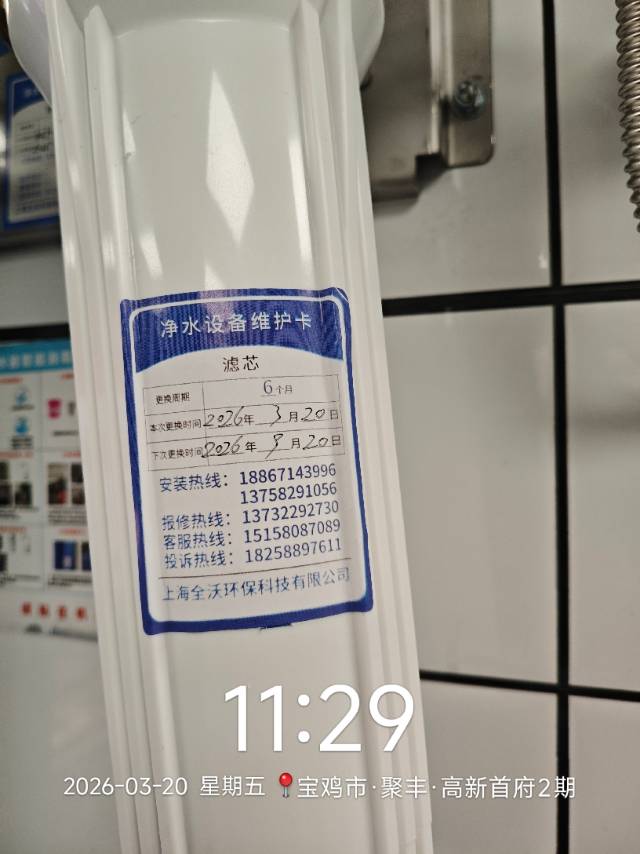 净水设备维护卡
滤芯
更换周期 6个月
本次更换时间 2026年 3月20日
下次更换时间 2026年 9月20日
安装热线：18867143996
13758291056
报修热线：13732292730
客服热线：15158087089
投诉热线：18258897611
上海全沃环保科技有限公司
11:29
2026-03-20 星期五 📍宝鸡市·聚丰·高新首府2期